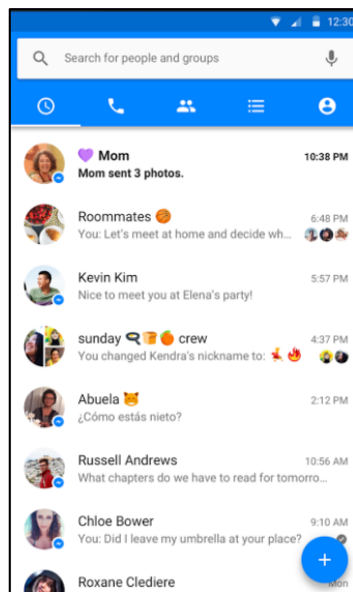 12:30
Search for people and groups
💜 Mom
10:38 PM
Mom sent 3 photos.
Roommates 🏀
6:48 PM
You: Let's meet at home and decide wh...
Kevin Kim
5:57 PM
Nice to meet you at Elena's party!
sunday 🍳🍞🍊 crew
4:37 PM
You changed Kendra's nickname to: 💃🔥
Abuela 🐯
2:12 PM
¿Cómo estás nieto?
Russell Andrews
10:56 AM
What chapters do we have to read for tomorro...
Chloe Bower
9:10 AM
You: Did I leave my umbrella at your place?
Roxane Clediere
Mon